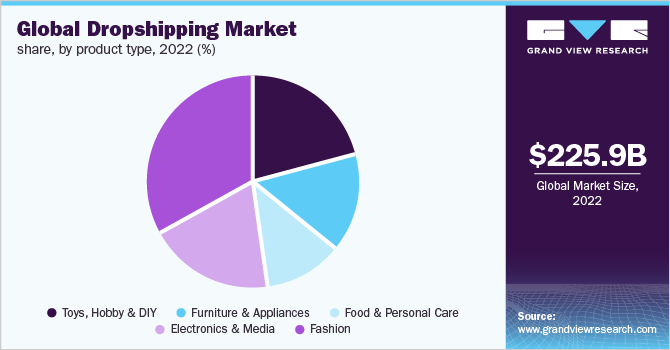 Global Dropshipping Market
share, by product type, 2022 (%)
GRAND VIEW RESEARCH
$225.9B
Global Market Size,
2022
Toys, Hobby & DIY
Furniture & Appliances
Food & Personal Care
Electronics & Media
Fashion
Source:
www.grandviewresearch.com